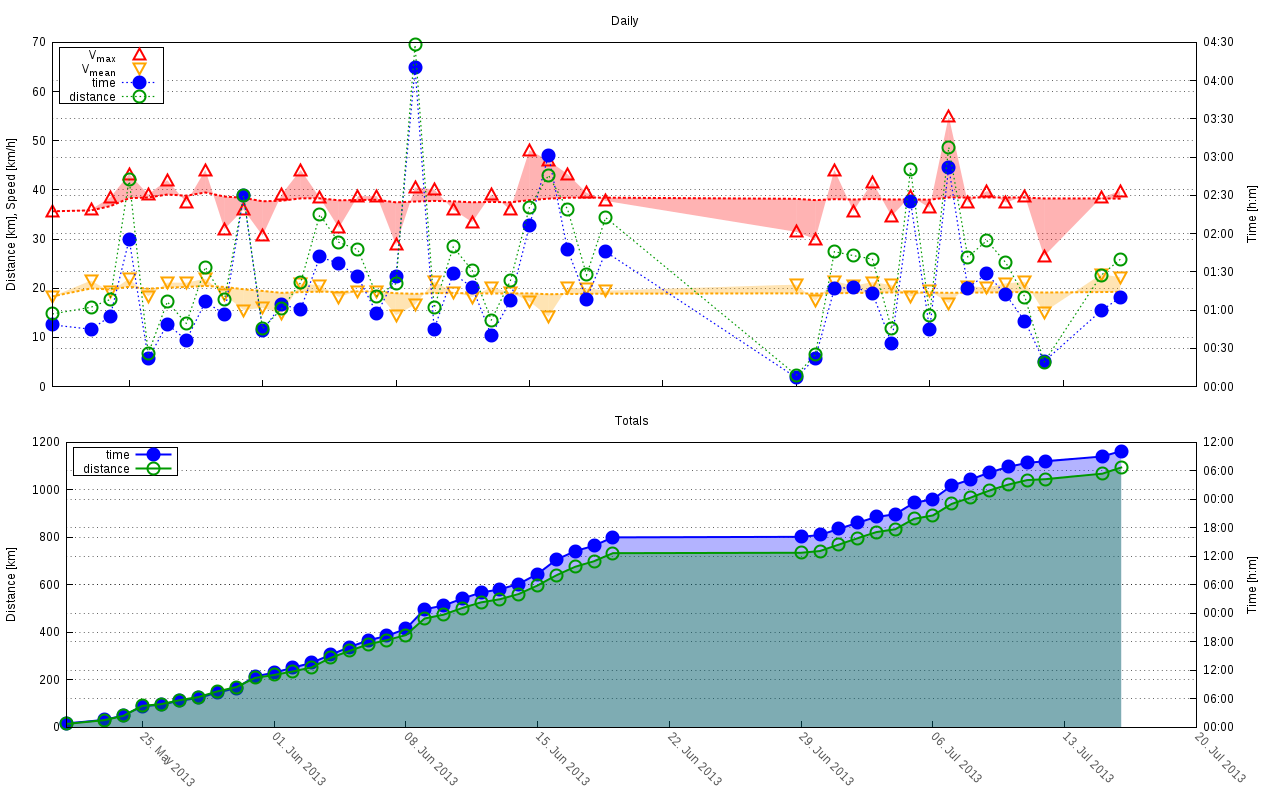 Daily
Distance [km], Speed [km/h]
70
60
50
40
30
20
10
0
Vmax
Vmean
time
distance
04:30
04:00
03:30
03:00
02:30
02:00
01:30
01:00
00:30
00:00
Time [h:m]
Totals
Distance [km]
1200
1000
800
600
400
200
0
time
distance
12:00
06:00
00:00
18:00
12:00
06:00
00:00
18:00
12:00
06:00
00:00
Time [h:m]
25. May 2013
01. Jun 2013
08. Jun 2013
15. Jun 2013
22. Jun 2013
29. Jun 2013
06. Jul 2013
13. Jul 2013
20. Jul 2013